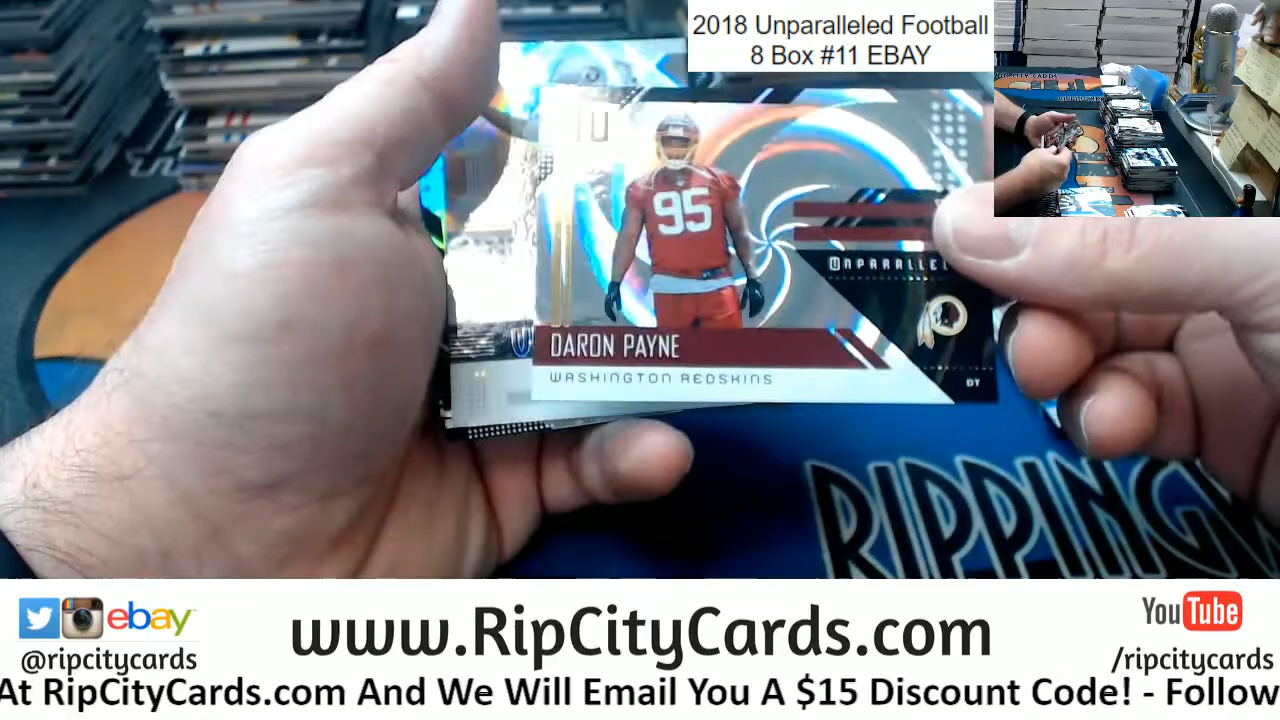 2018 Unparalleled Football
8 Box #11 EBAY
U
95
UNPARALLEL
DARON PAYNE
WASHINGTON REDSKINS
DT
RIPPING
ebay
www.RipCityCards.com
YouTube
@ripcitycards
/ripcitycards
At RipCityCards.com And We Will Email You A $15 Discount Code! - Follow